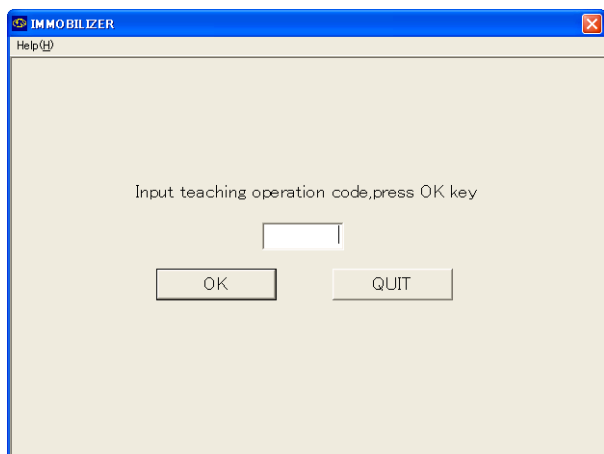 IMMOBILIZER
Help(H)
Input teaching operation code,press OK key
OK
QUIT